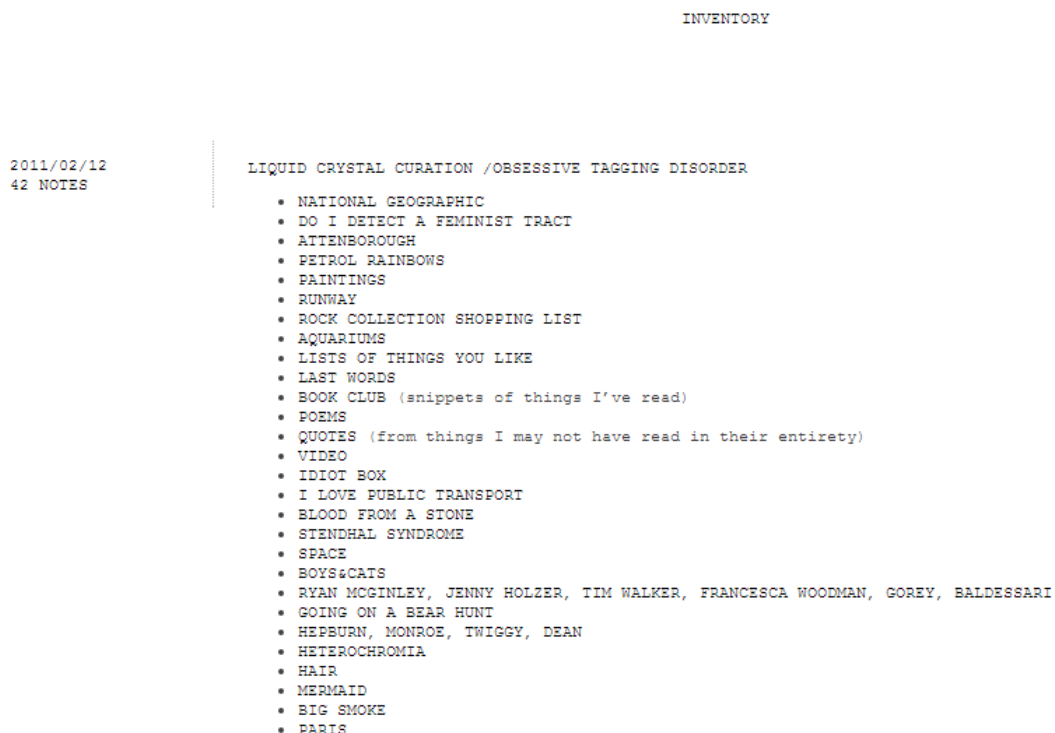 INVENTORY
2011/02/12
42 NOTES
LIQUID CRYSTAL CURATION /OBSESSIVE TAGGING DISORDER
• NATIONAL GEOGRAPHIC
• DO I DETECT A FEMINIST TRACT
• ATTENBOROUGH
• PETROL RAINBOWS
• PAINTINGS
• RUNWAY
• ROCK COLLECTION SHOPPING LIST
• AQUARIUMS
• LISTS OF THINGS YOU LIKE
• LAST WORDS
• BOOK CLUB (snippets of things I've read)
• POEMS
• QUOTES (from things I may not have read in their entirety)
• VIDEO
• IDIOT BOX
• I LOVE PUBLIC TRANSPORT
• BLOOD FROM A STONE
• STENDHAL SYNDROME
• SPACE
• BOYS&CATS
• RYAN MCGINLEY, JENNY HOLZER, TIM WALKER, FRANCESCA WOODMAN, GOREY, BALDESSARI
• GOING ON A BEAR HUNT
• HEPBURN, MONROE, TWIGGY, DEAN
• HETEROCHROMIA
• HAIR
• MERMAID
• BIG SMOKE
• PARIS